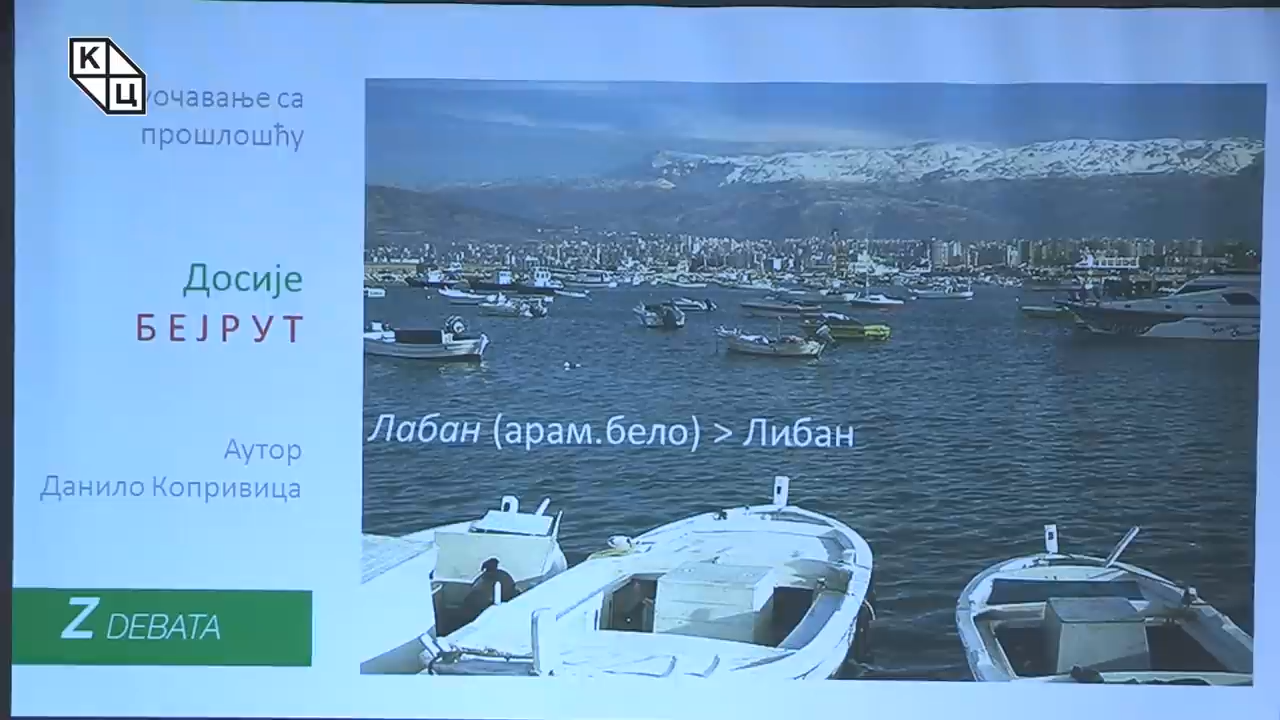 К
Ц
уочавање са
прошлошћу
Досије
БЕЈРУТ
Аутор
Данило Копривица
Z DEBATA
Лабан (арам.бело) > Либан